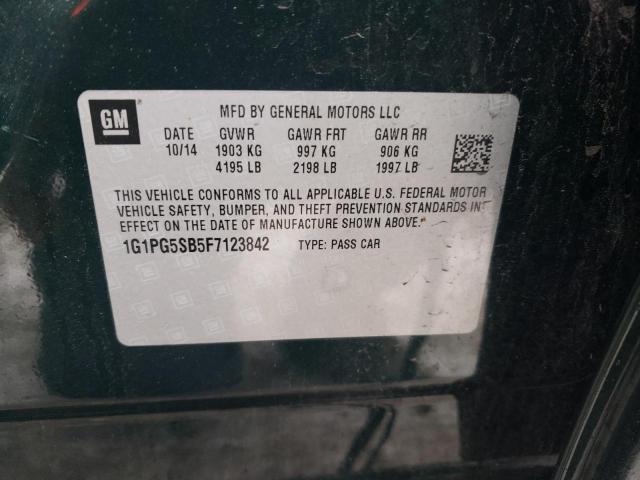 GM
MFD BY GENERAL MOTORS LLC
DATE GVWR GAWR FRT GAWR RR
10/14 1903 KG 997 KG 906 KG
4195 LB 2198 LB 1997 LB
THIS VEHICLE CONFORMS TO ALL APPLICABLE U.S. FEDERAL MOTOR
VEHICLE SAFETY, BUMPER, AND THEFT PREVENTION STANDARDS IN
EFFECT ON THE DATE OF MANUFACTURE SHOWN ABOVE.
1G1PG5SB5F7123842 TYPE: PASS CAR